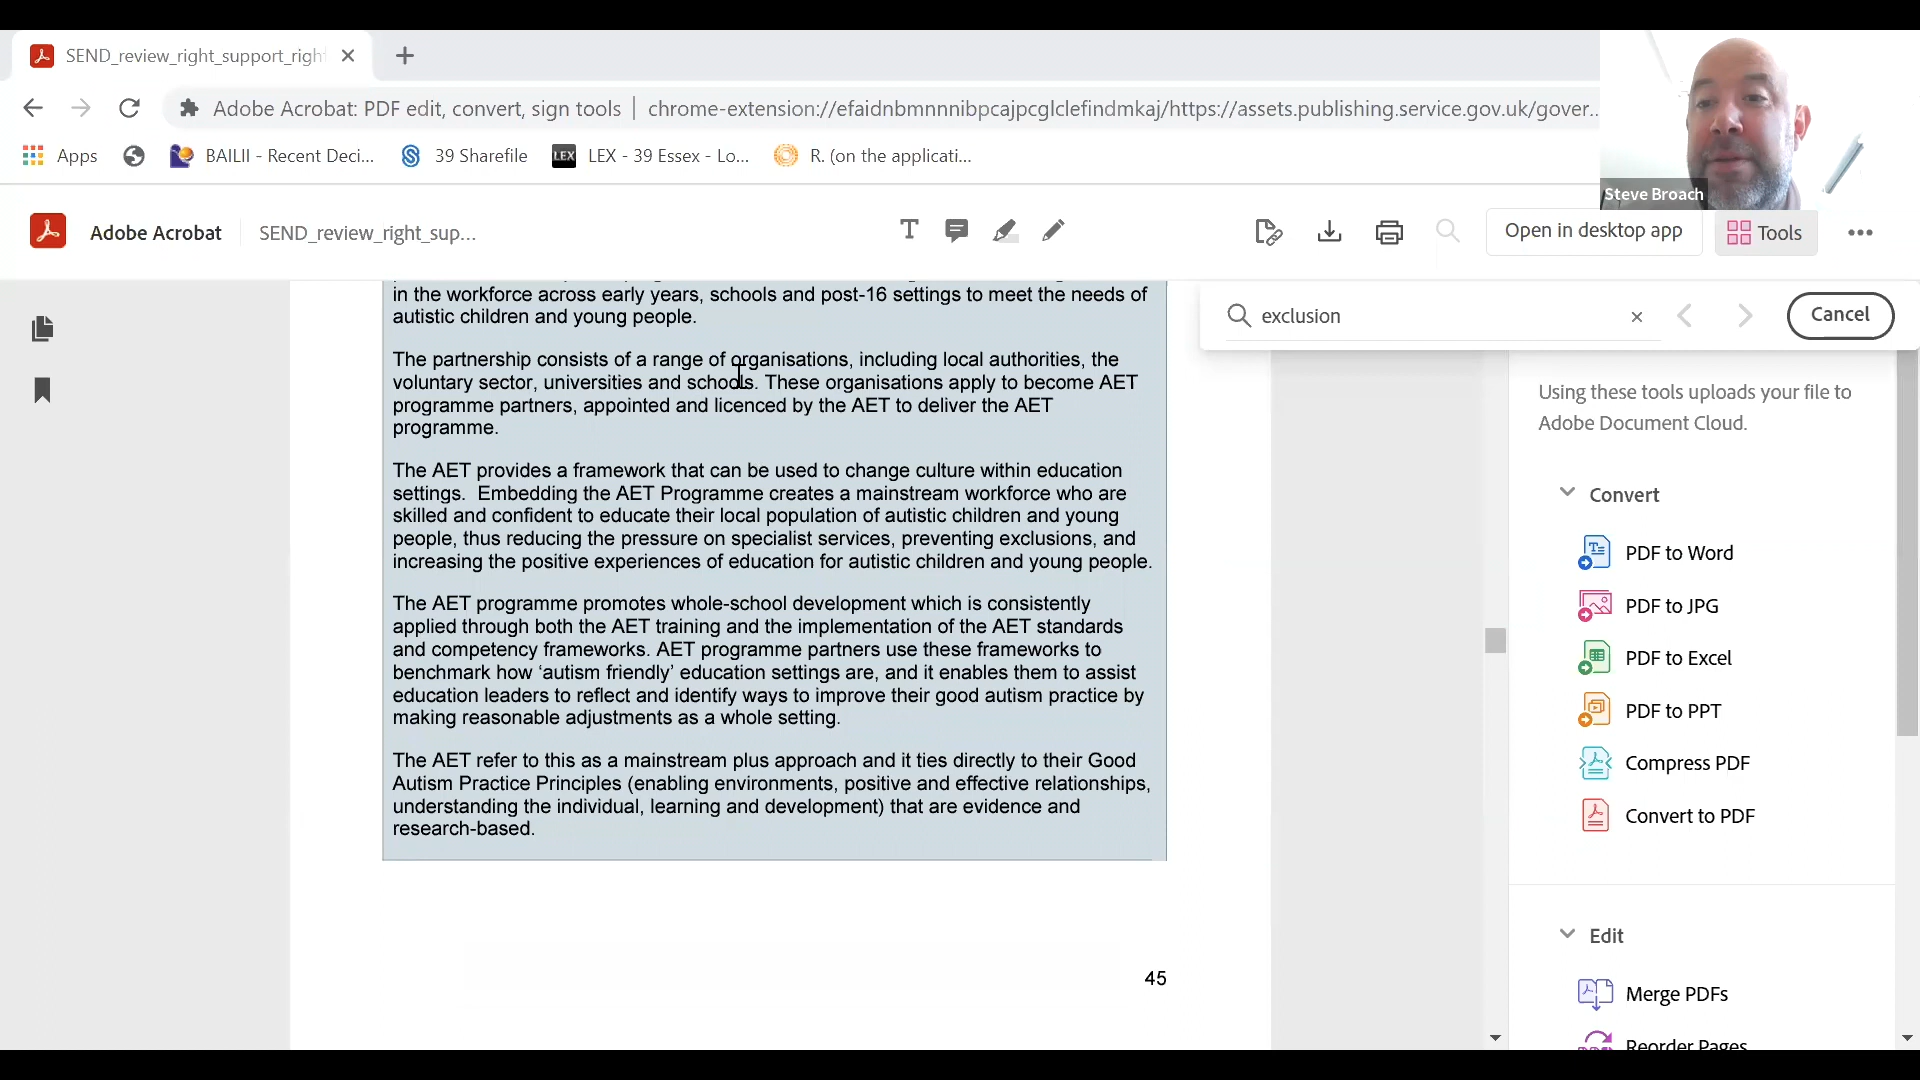 SEND_review_right_support_righ
Adobe Acrobat: PDF edit, convert, sign tools | chrome-extension://efaidnbmnnnibpcajpcglclefindmkaj/https://assets.publishing.service.gov.uk/gover...
Apps
BAILII - Recent Deci...
39 Sharefile
LEX
LEX - 39 Essex - Lo...
R. (on the applicati...
Steve Broach
Adobe Acrobat
SEND_review_right_sup...
Open in desktop app
Tools
exclusion
Cancel
in the workforce across early years, schools and post-16 settings to meet the needs of
autistic children and young people.
The partnership consists of a range of organisations, including local authorities, the
voluntary sector, universities and schools. These organisations apply to become AET
programme partners, appointed and licenced by the AET to deliver the AET
programme.
The AET provides a framework that can be used to change culture within education
settings.  Embedding the AET Programme creates a mainstream workforce who are
skilled and confident to educate their local population of autistic children and young
people, thus reducing the pressure on specialist services, preventing exclusions, and
increasing the positive experiences of education for autistic children and young people.
The AET programme promotes whole-school development which is consistently
applied through both the AET training and the implementation of the AET standards
and competency frameworks. AET programme partners use these frameworks to
benchmark how ‘autism friendly’ education settings are, and it enables them to assist
education leaders to reflect and identify ways to improve their good autism practice by
making reasonable adjustments as a whole setting.
The AET refer to this as a mainstream plus approach and it ties directly to their Good
Autism Practice Principles (enabling environments, positive and effective relationships,
understanding the individual, learning and development) that are evidence and
research-based.
45
Using these tools uploads your file to
Adobe Document Cloud.
Convert
PDF to Word
PDF to JPG
PDF to Excel
PDF to PPT
Compress PDF
Convert to PDF
Edit
Merge PDFs
Reorder Pages